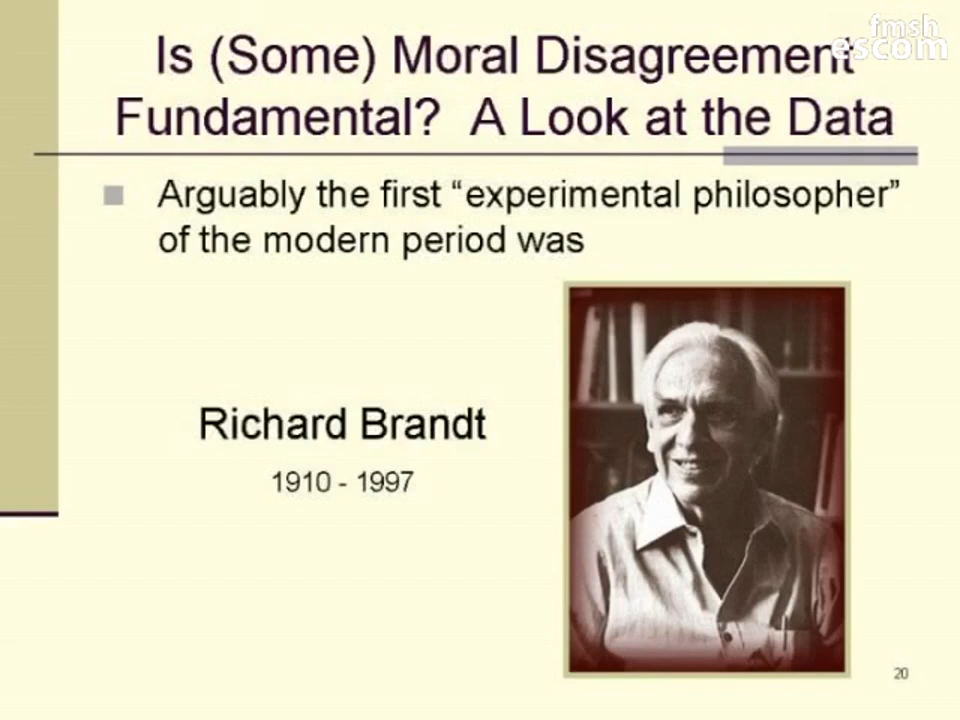 fmsh
escom
Is (Some) Moral Disagreement
Fundamental? A Look at the Data
Arguably the first “experimental philosopher”
of the modern period was
Richard Brandt
1910 - 1997
20